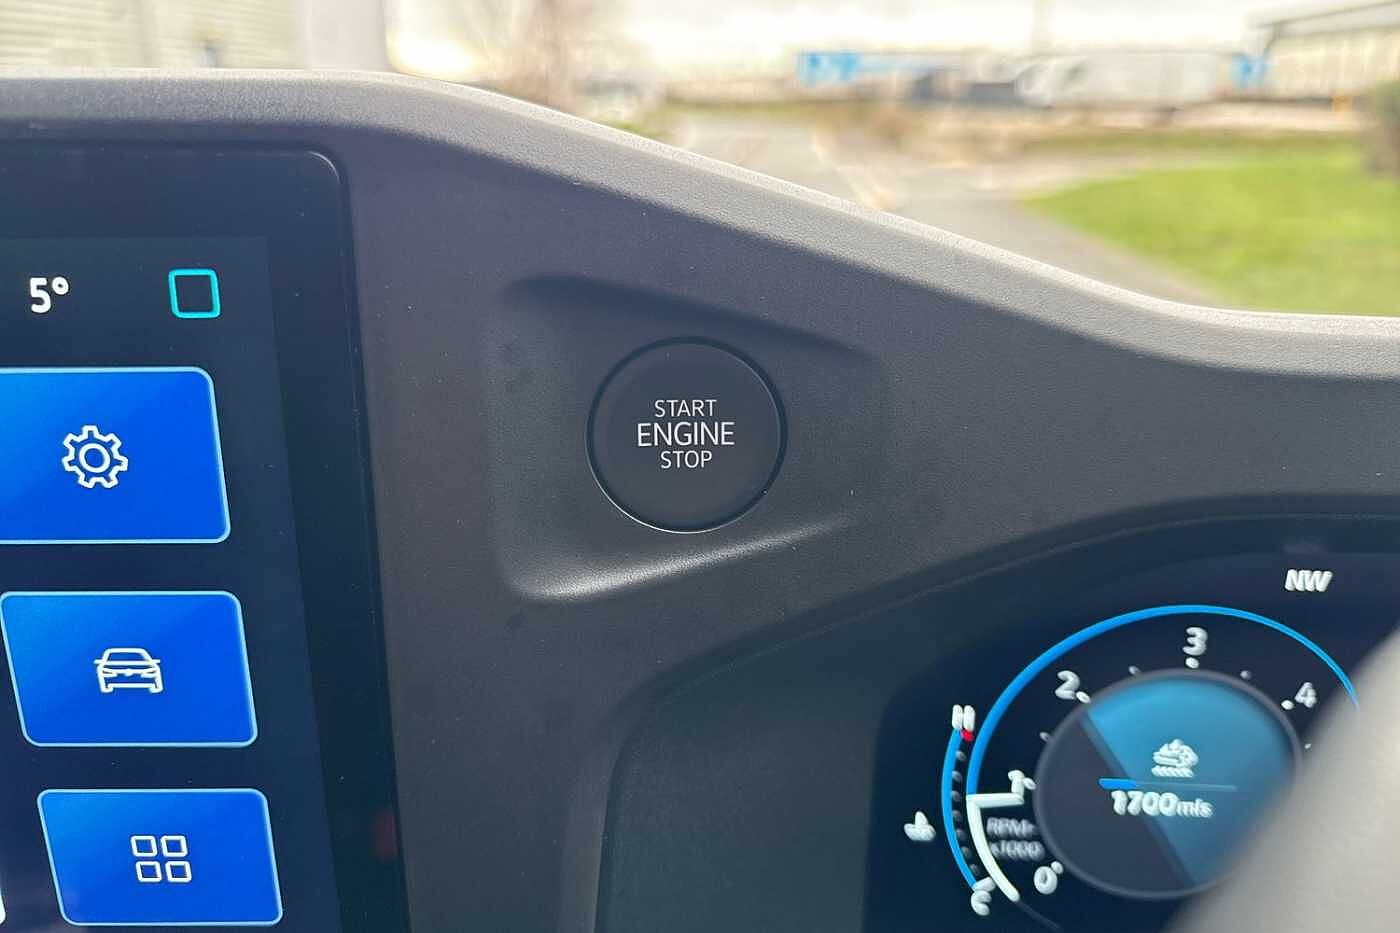 5°
START
ENGINE
STOP
NW
3
2
4
H
1
1700mls
RPM
x1000
0
C